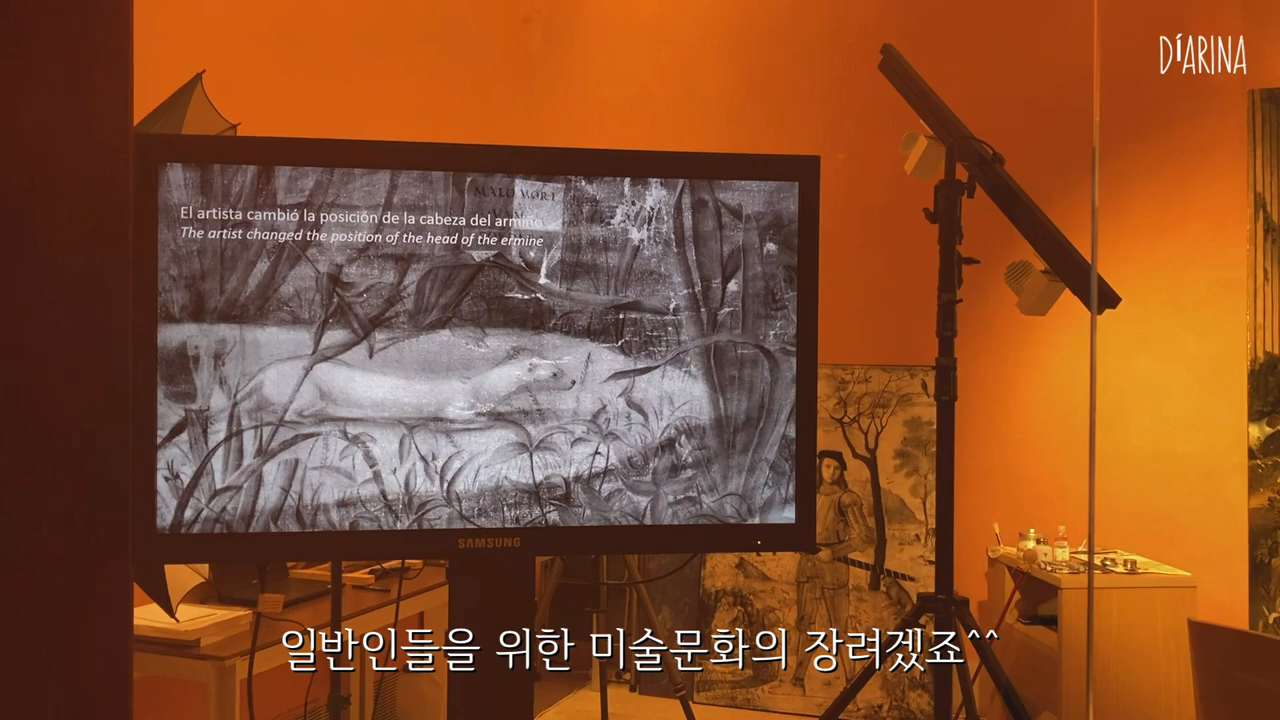 DíARINA
MALO MORI
El artista cambió la posición de la cabeza del armiño
The artist changed the position of the head of the ermine
SAMSUNG
일반인들을 위한 미술문화의 장려겠죠^^